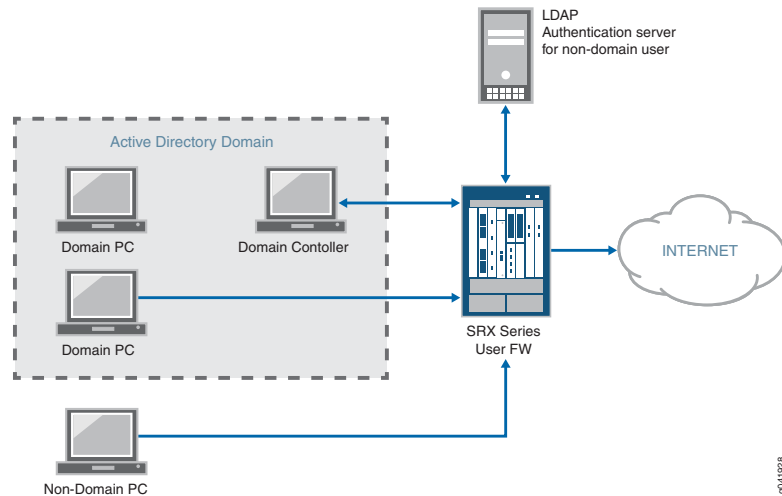 LDAP
Authentication server
for non-domain user
Active Directory Domain
Domain PC
Domain Contoller
INTERNET
Domain PC
SRX Series
User FW
Non-Domain PC
g041928